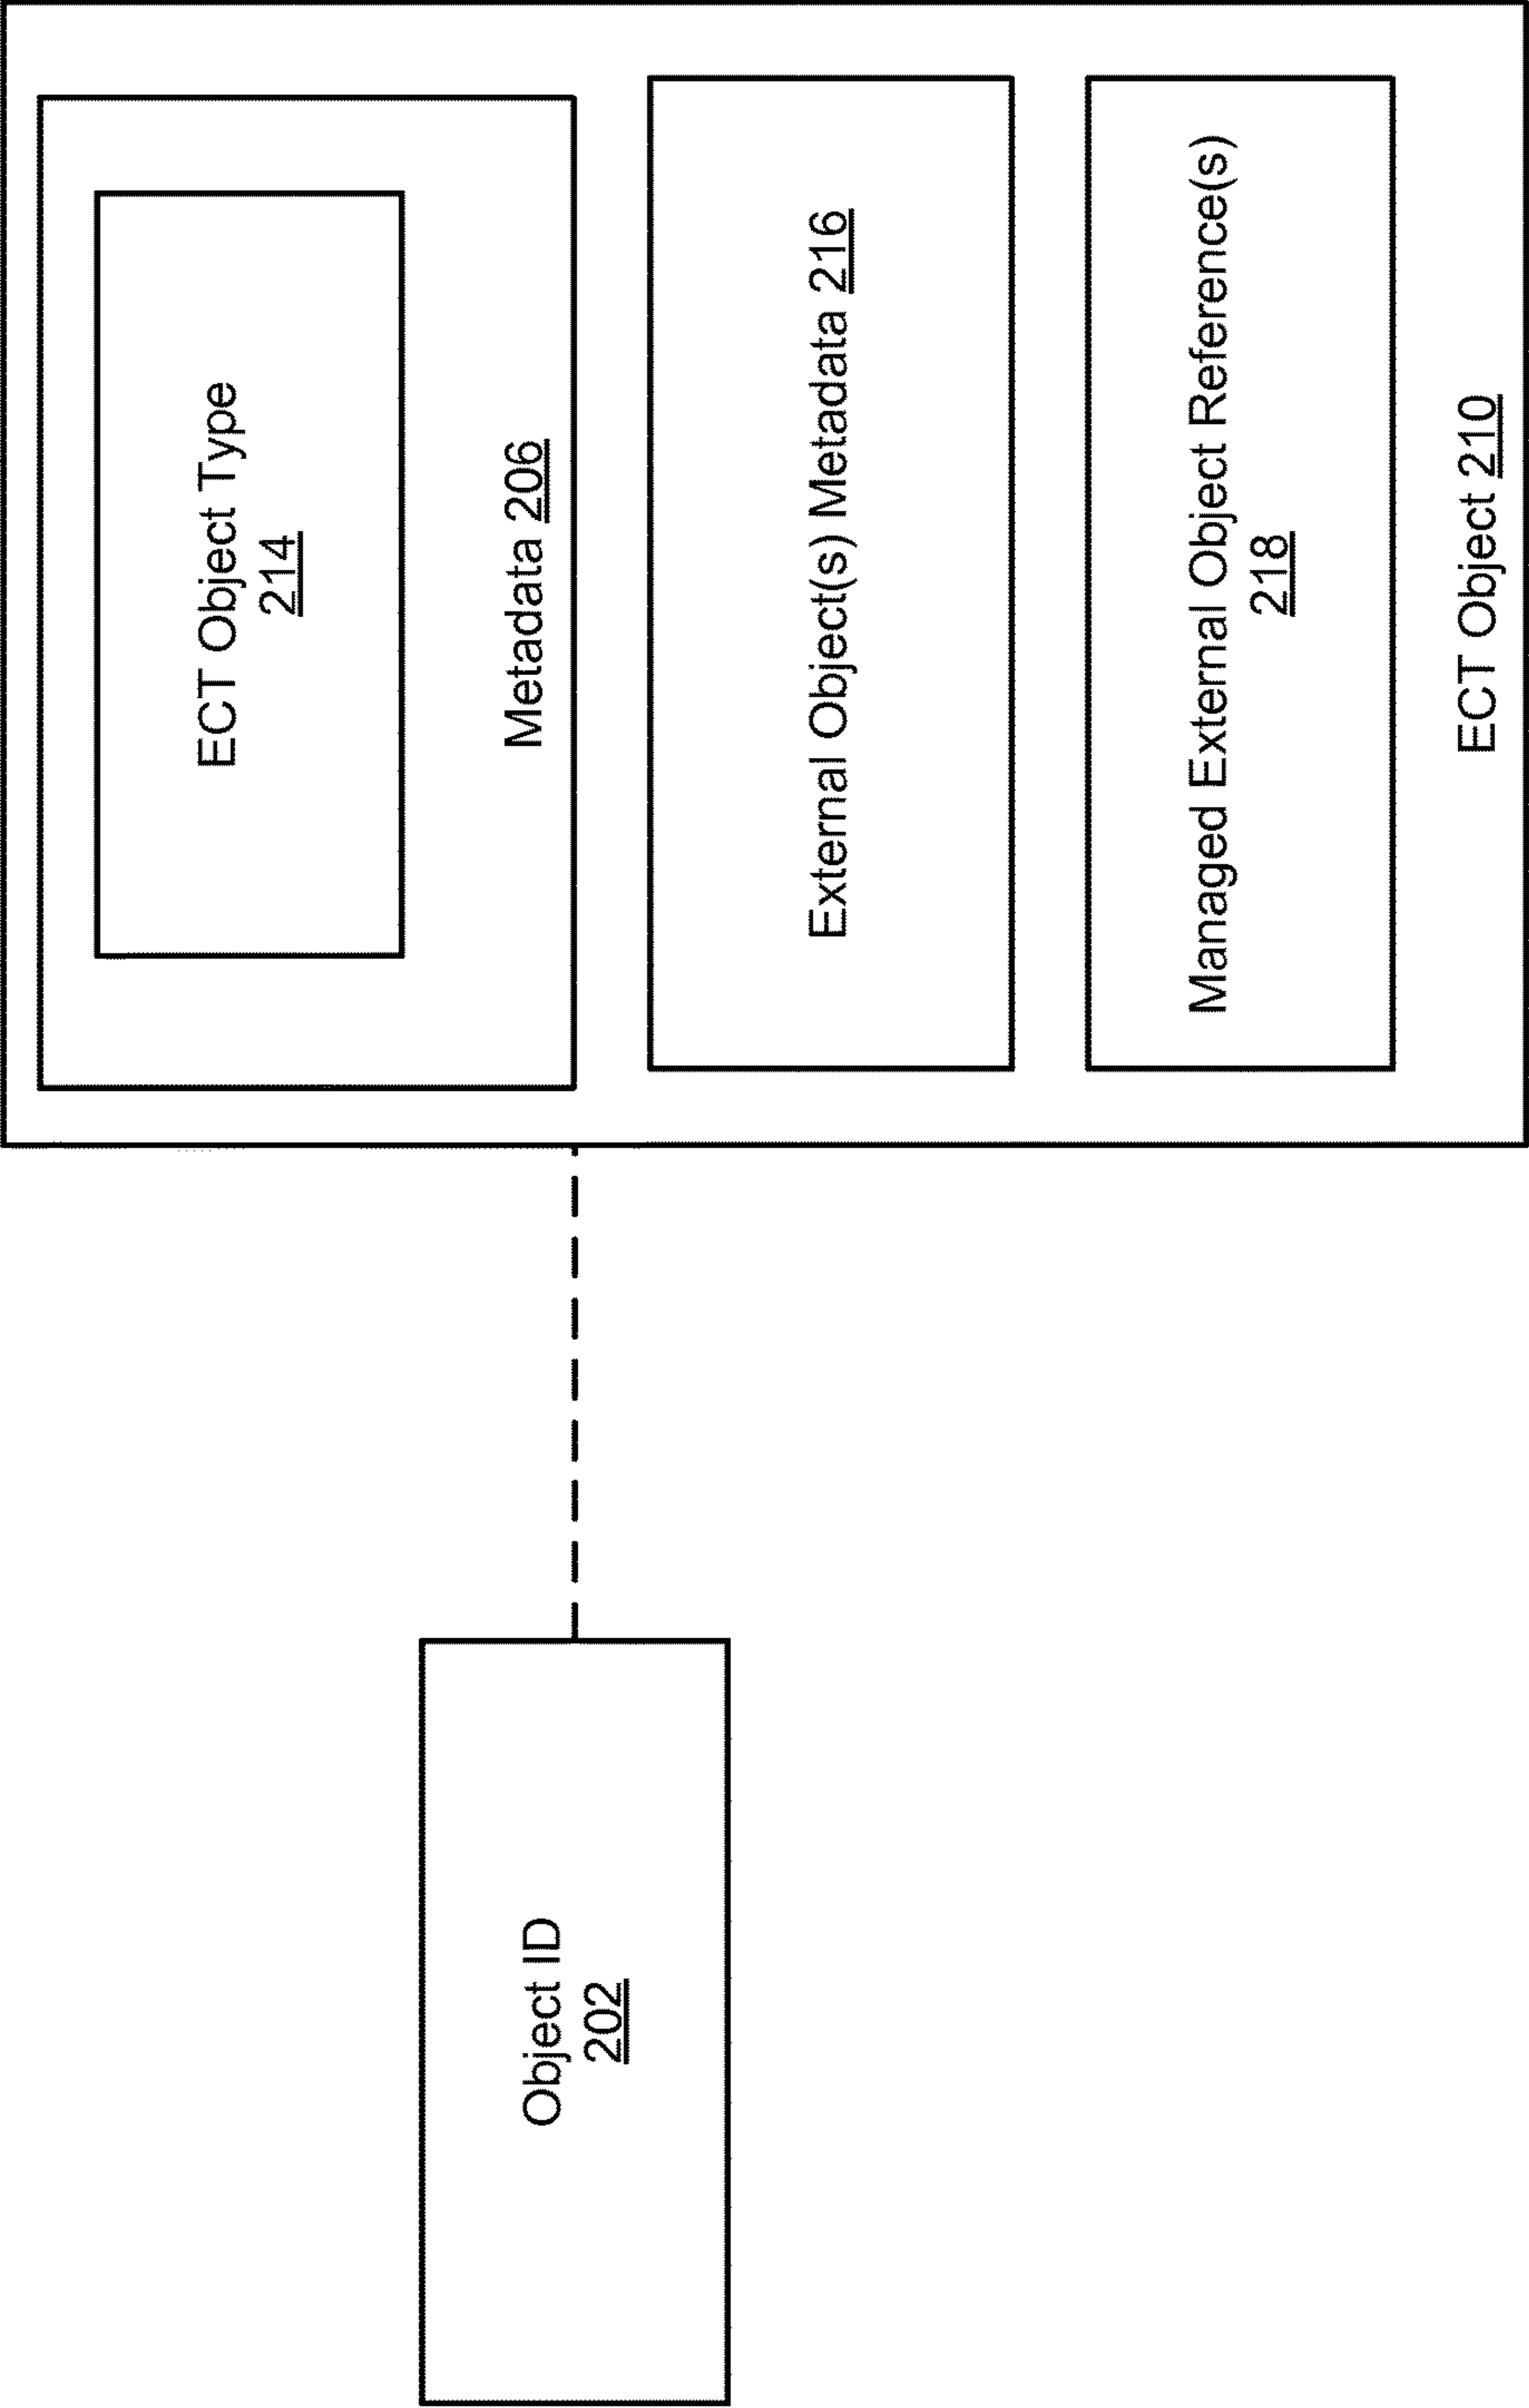 Object ID
202
ECT Object Type
214
Metadata 206
External Object(s) Metadata 216
Managed External Object Reference(s)
218
ECT Object 210